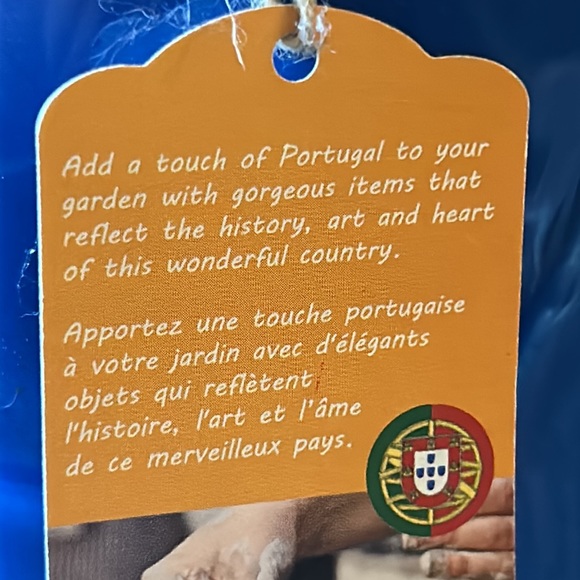 Add a touch of Portugal to your
garden with gorgeous items that
reflect the history, art and heart
of this wonderful country.
Apportez une touche portugaise
à votre jardin avec d'élégants
objets qui reflètent
l'histoire, l'art et l'âme
de ce merveilleux pays.